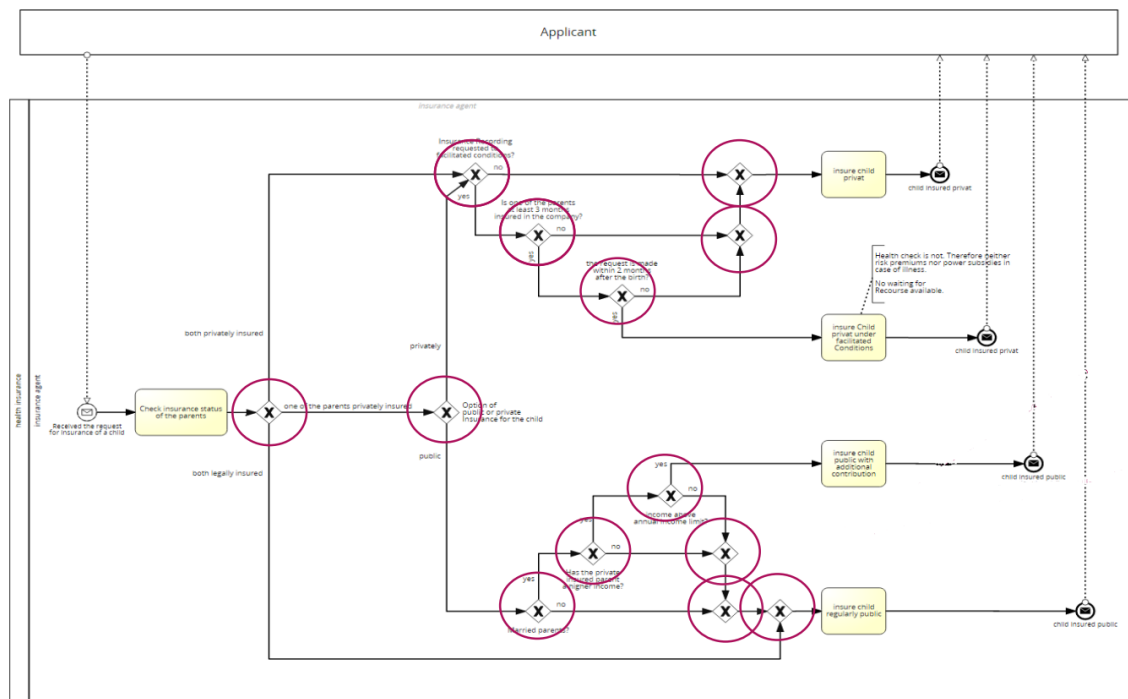 Applicant
insurance agent
health insurance
insurance agent
Received the request
for insurance of a child
Check insurance status
of the parents
both privately insured
one of the parents privately insured
both legally insured
Option of
public or private
Insurance for the child
privately
public
Insurance Recording
requested to
facilitated conditions?
no
yes
Is one of the parents
at least 3 months
insured in the company?
no
yes
the request is made
within 2 months
after the birth?
no
yes
insure child
privat
child insured privat
Health check is not. Therefore neither
risk premiums nor power subsidies in
case of illness.
No waiting for
Recourse available.
insure Child
privat under
facilitated
Conditions
child insured privat
Married parents?
yes
no
Has the private
insured parent
a higher income?
yes
no
income above
annual income limit?
yes
no
insure child
public with
additional
contribution
child insured public
insure child
regularly public
child insured public